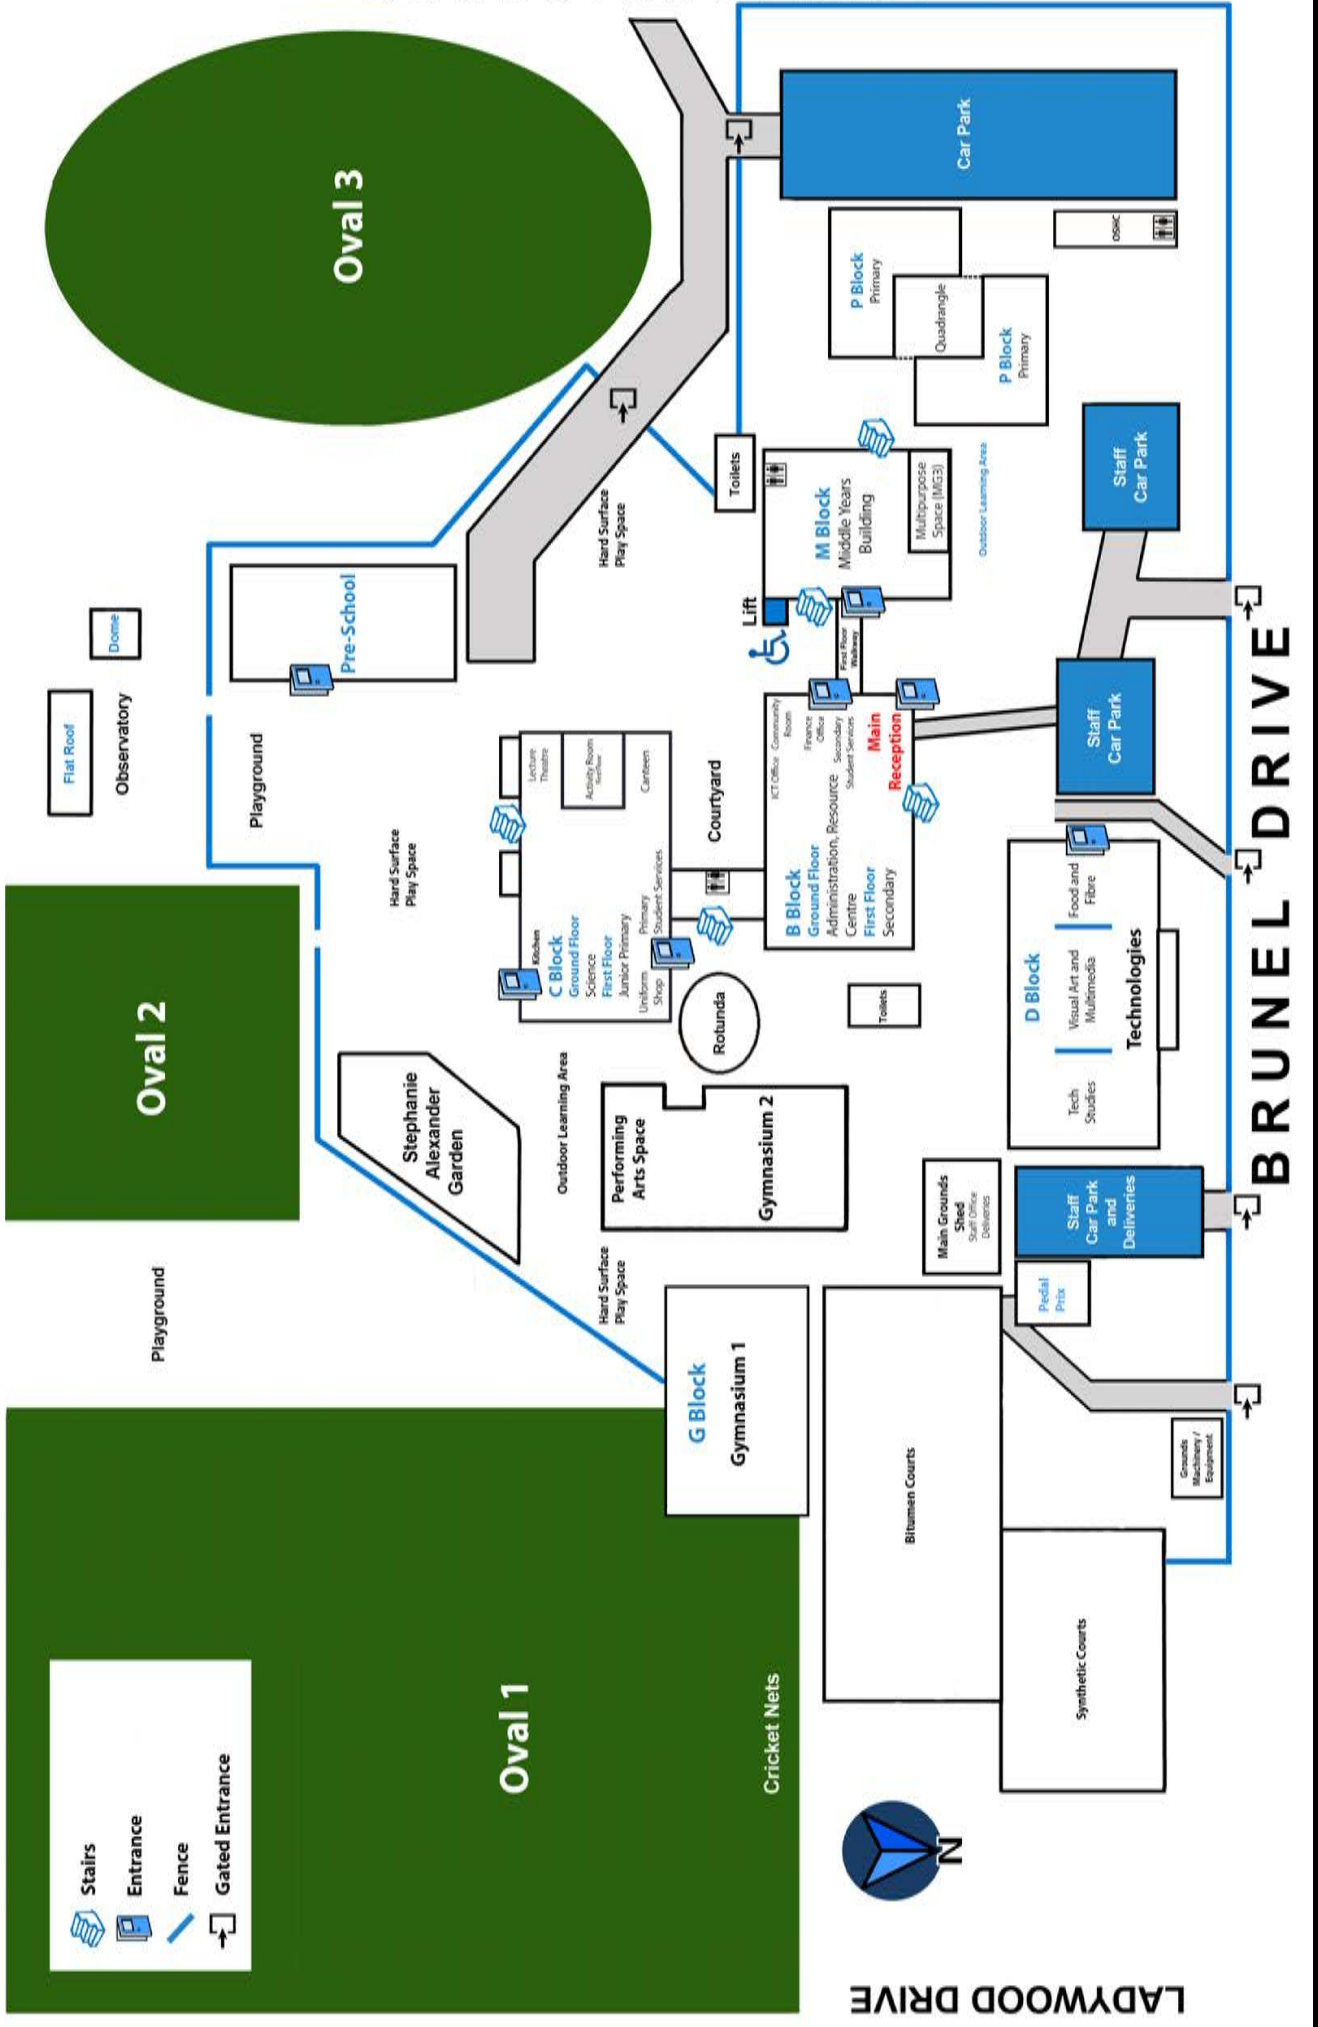 Oval 3
Car Park
P Block
Primary
Quadrangle
P Block
Primary
OSHC
Staff
Car Park
Toilets
M Block
Middle Years
Building
Multipurpose
Space (MG3)
Outdoor Learning Area
Hard Surface
Play Space
Lift
First Floor
Walkway
Pre-School
Dome
Flat Roof
Observatory
Playground
Hard Surface
Play Space
Lecture
Theatre
Activity Room
Canteen
Kitchen
C Block
Ground Floor
Science
First Floor
Junior Primary
Uniform
Shop
Primary
Student Services
Courtyard
ICT Office
Community
Room
Finance
Office
Secondary
Student Services
Main
Reception
B Block
Ground Floor
Administration, Resource
Centre
First Floor
Secondary
Staff
Car Park
Oval 2
Stephanie
Alexander
Garden
Outdoor Learning Area
Rotunda
Toilets
Performing
Arts Space
Gymnasium 2
D Block
Food and
Fibre
Visual Art and
Multimedia
Tech
Studies
Technologies
Main Grounds
Shed
Staff Office
Deliveries
Staff
Car Park
and
Deliveries
Pedal
Prix
Playground
Hard Surface
Play Space
G Block
Gymnasium 1
Bitumen Courts
Grounds
Machinery /
Equipment
Synthetic Courts
Oval 1
Cricket Nets
Stairs
Entrance
Fence
Gated Entrance
N
BRUNEL DRIVE
LADYWOOD DRIVE